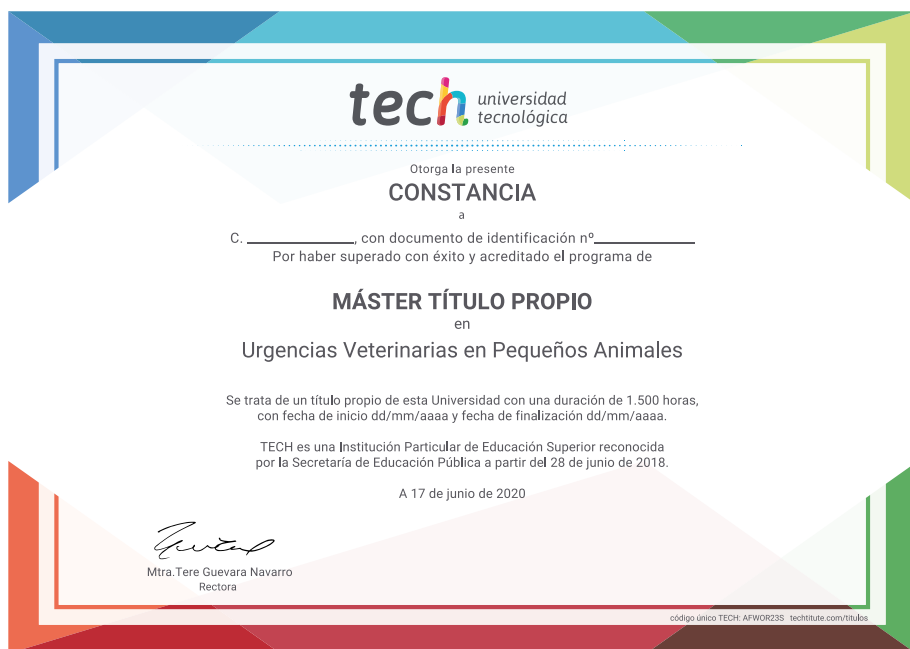 tech universidad
tecnológica
Otorga la presente
CONSTANCIA
a
C. ______________, con documento de identificación nº_____________
Por haber superado con éxito y acreditado el programa de
MÁSTER TÍTULO PROPIO
en
Urgencias Veterinarias en Pequeños Animales
Se trata de un título propio de esta Universidad con una duración de 1.500 horas,
con fecha de inicio dd/mm/aaaa y fecha de finalización dd/mm/aaaa.
TECH es una Institución Particular de Educación Superior reconocida
por la Secretaría de Educación Pública a partir del 28 de junio de 2018.
A 17 de junio de 2020
Mtra.Tere Guevara Navarro
Rectora
código único TECH: AFWOR23S techtitute.com/titulos